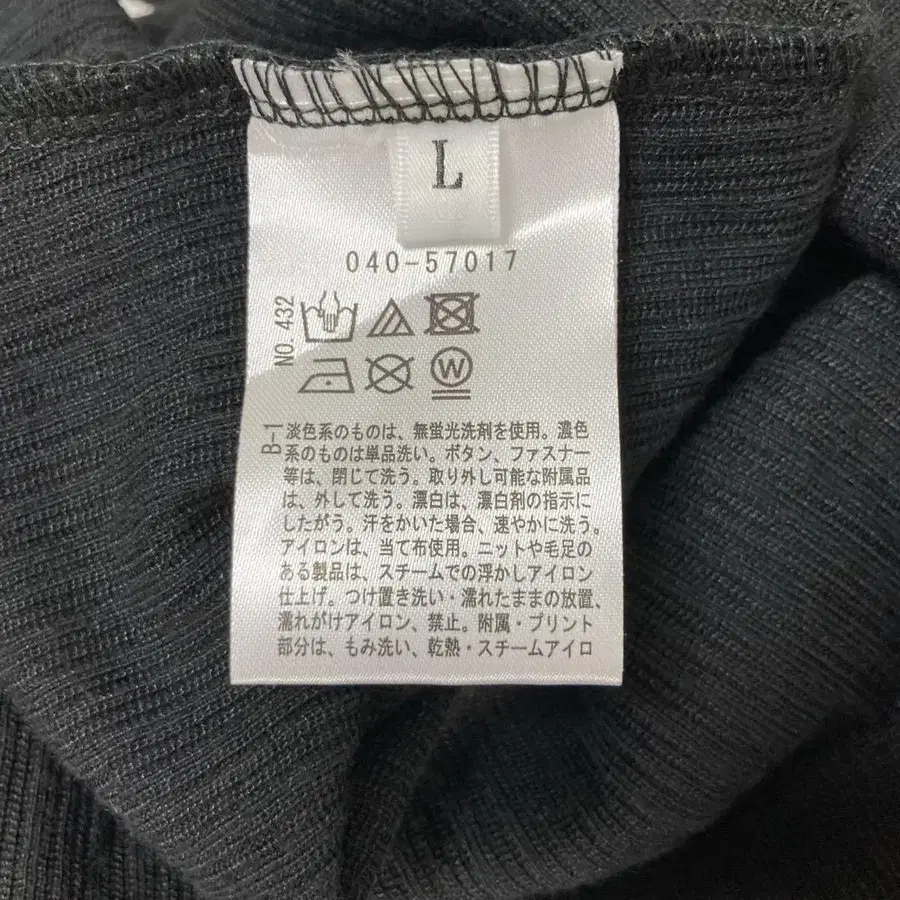 L
040-57017
NO. 432
W
B-1
淡色系のものは、無蛍光洗剤を使用。濃色
系のものは単品洗い。ボタン、ファスナー
等は、閉じて洗う。取り外し可能な附属品
は、外して洗う。漂白は、漂白剤の指示に
したがう。汗をかいた場合、速やかに洗う。
アイロンは、当て布使用。ニットや毛足の
ある製品は、スチームでの浮かしアイロン
仕上げ。つけ置き洗い・濡れたままの放置、
濡れがけアイロン、禁止。附属・プリント
部分は、もみ洗い、乾熱・スチームアイロ